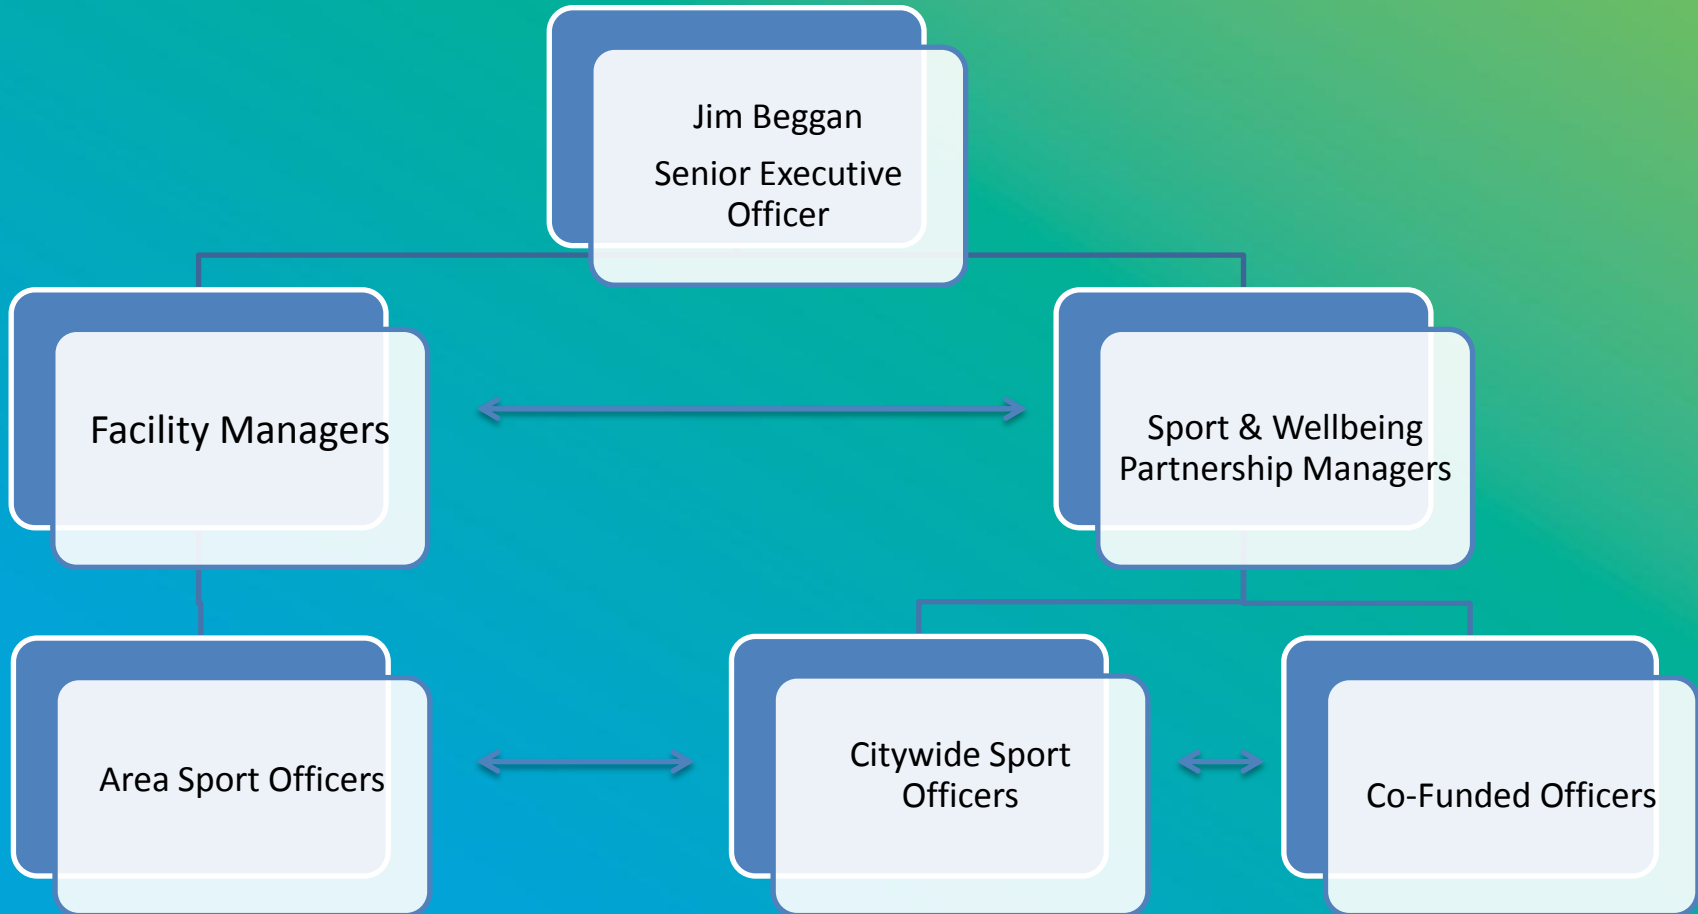 Jim Beggan
Senior Executive
Officer
Facility Managers
Sport & Wellbeing
Partnership Managers
Area Sport Officers
Citywide Sport
Officers
Co-Funded Officers